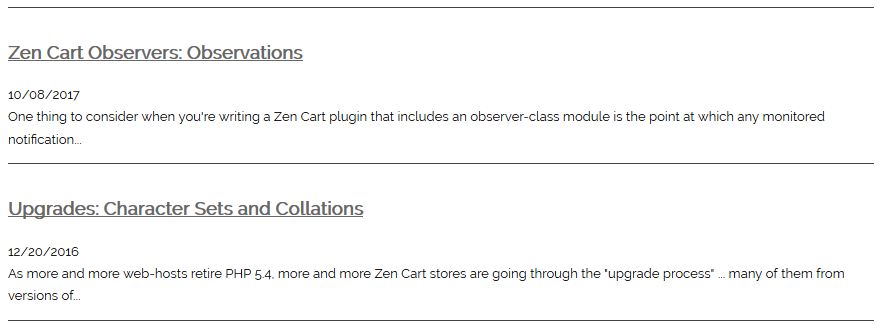 Zen Cart Observers: Observations
10/08/2017
One thing to consider when you're writing a Zen Cart plugin that includes an observer-class module is the point at which any monitored
notification...
Upgrades: Character Sets and Collations
12/20/2016
As more and more web-hosts retire PHP 5.4, more and more Zen Cart stores are going through the "upgrade process" ... many of them from
versions of...